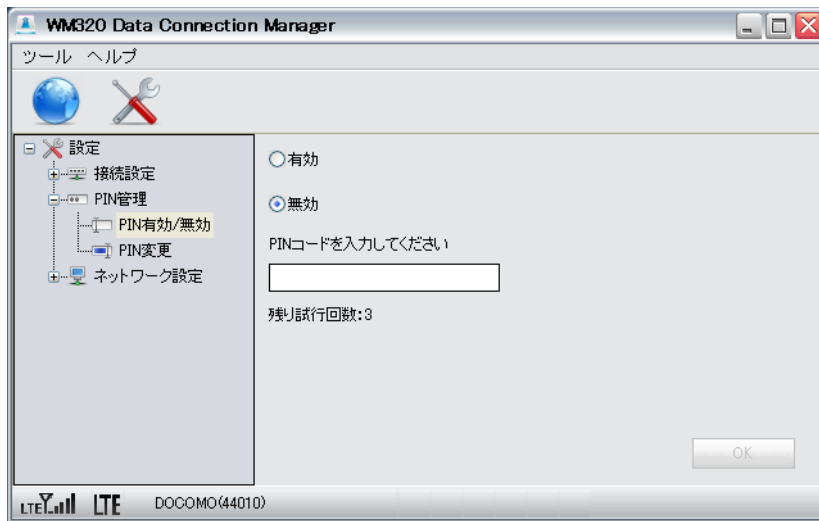 WM320 Data Connection Manager
ツール ヘルプ
設定
接続設定
PIN管理
PIN有効/無効
PIN変更
ネットワーク設定
有効
無効
PINコードを入力してください
残り試行回数:3
OK
LTE LTE DOCOMO(44010)